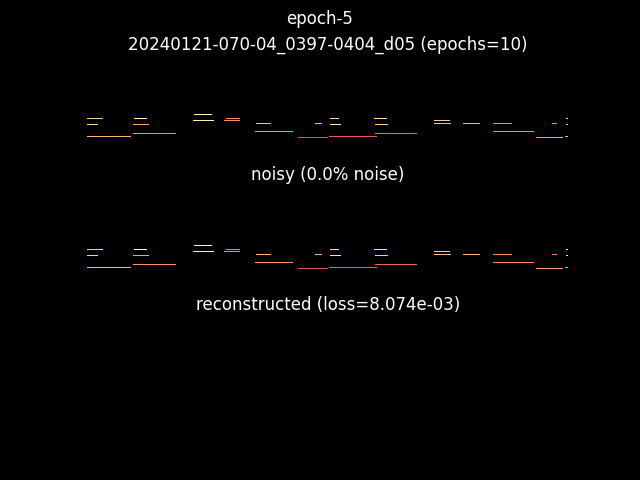 epoch-5
20240121-070-04_0397-0404_d05 (epochs=10)
noisy (0.0% noise)
reconstructed (loss=8.074e-03)